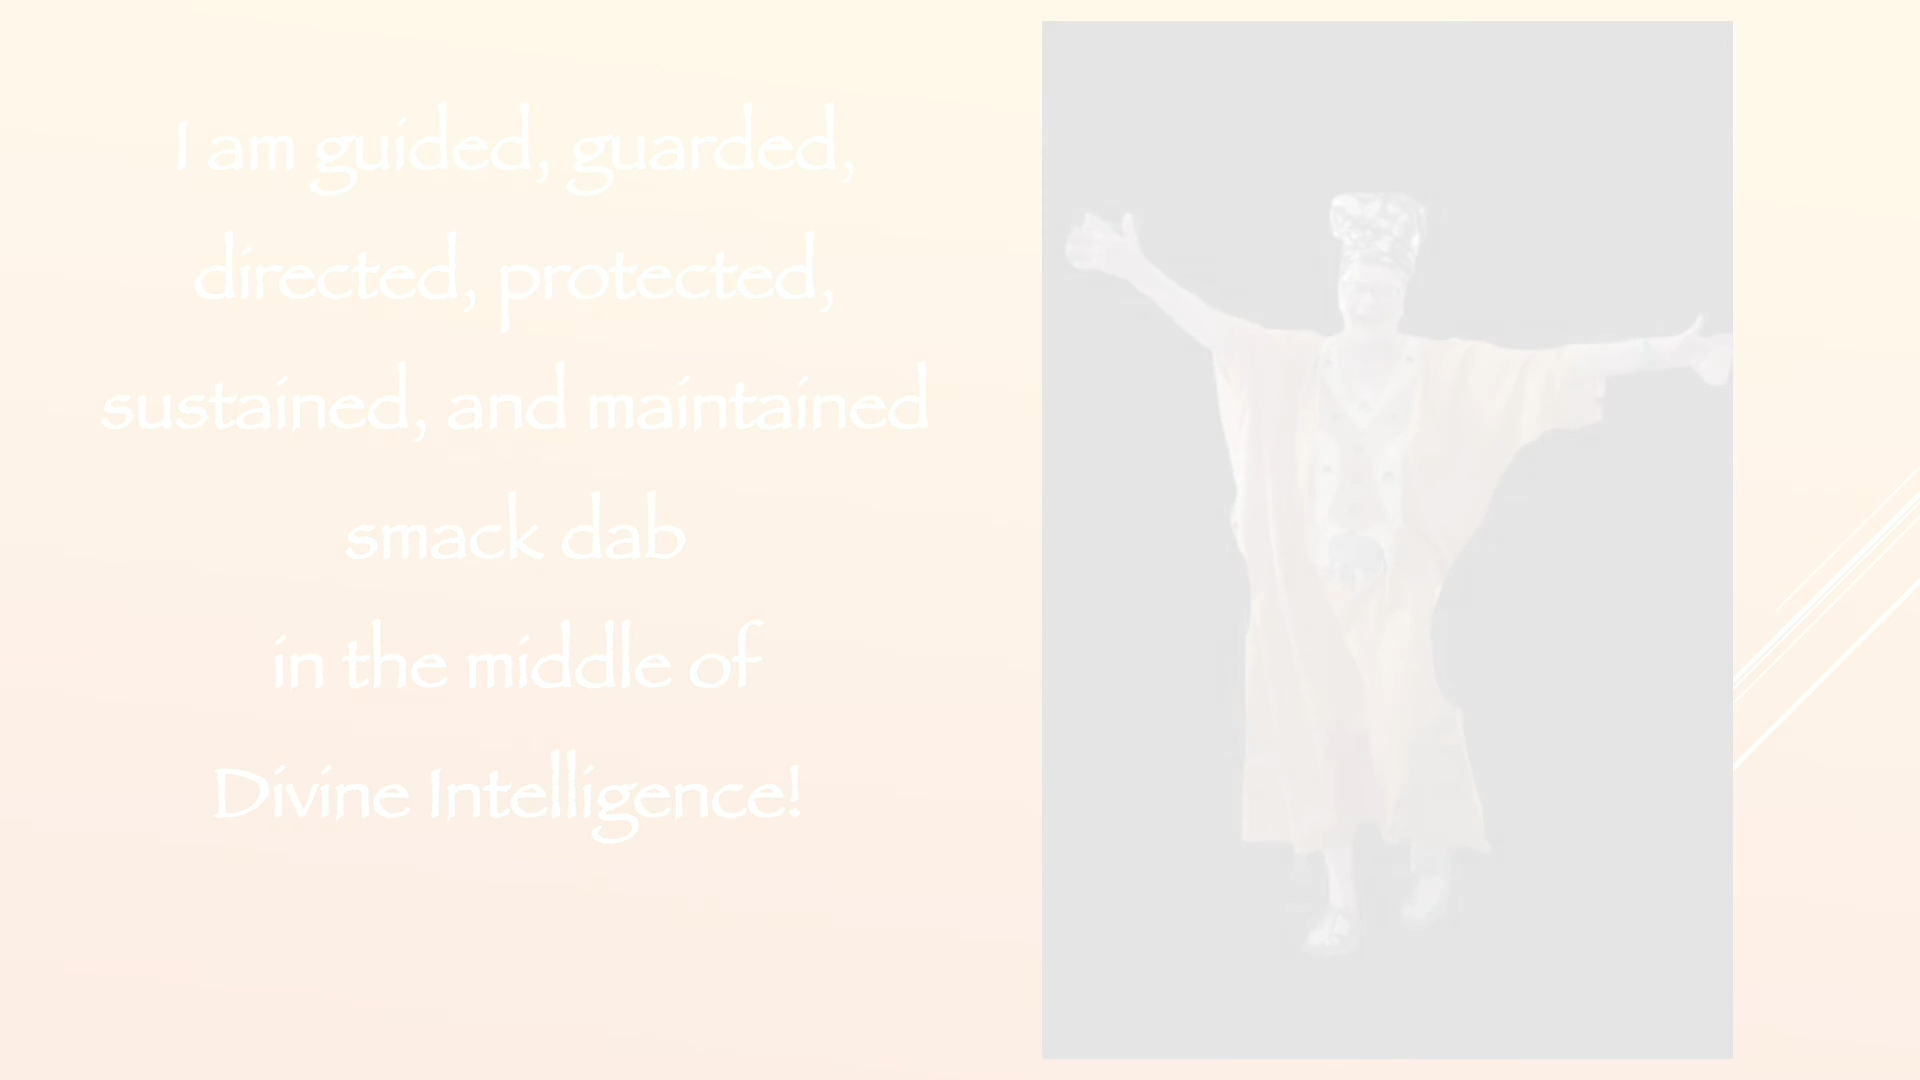 I am guided, guarded,
directed, protected,
sustained, and maintained
smack dab
in the middle of
Divine Intelligence!